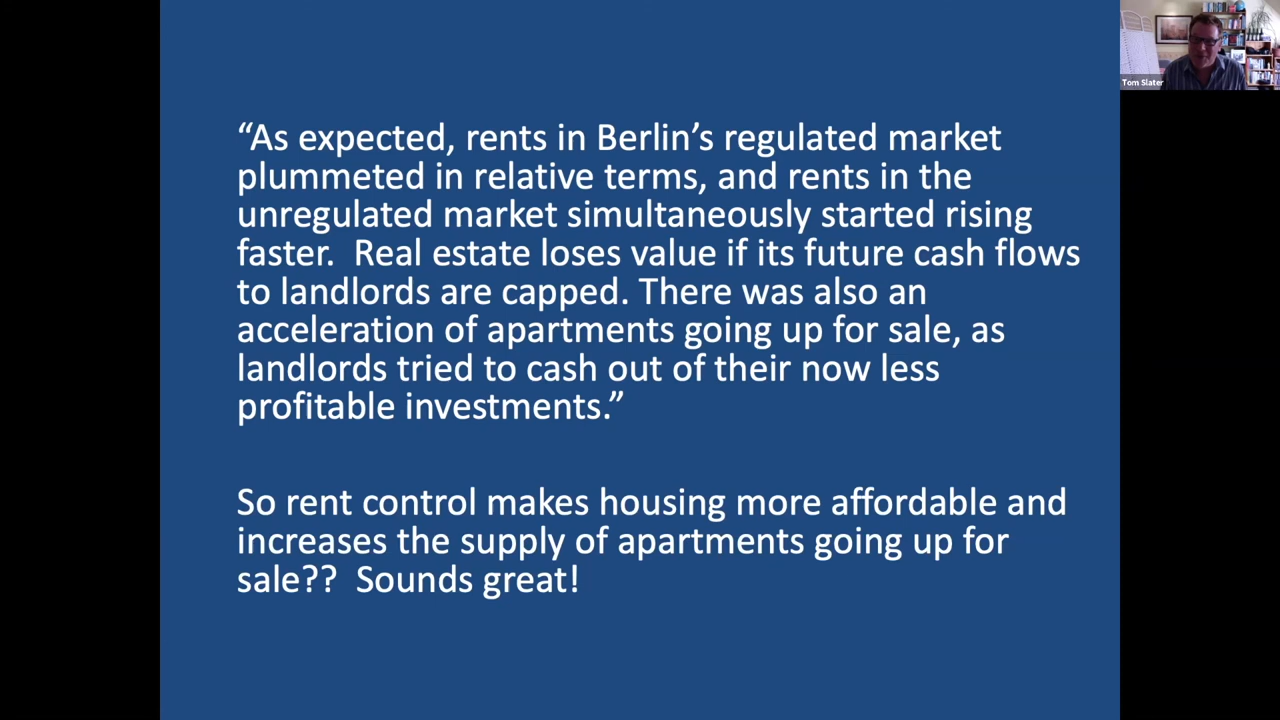 “As expected, rents in Berlin’s regulated market
plummeted in relative terms, and rents in the
unregulated market simultaneously started rising
faster.  Real estate loses value if its future cash flows
to landlords are capped. There was also an
acceleration of apartments going up for sale, as
landlords tried to cash out of their now less
profitable investments.”
So rent control makes housing more affordable and
increases the supply of apartments going up for
sale??  Sounds great!
Tom Slater